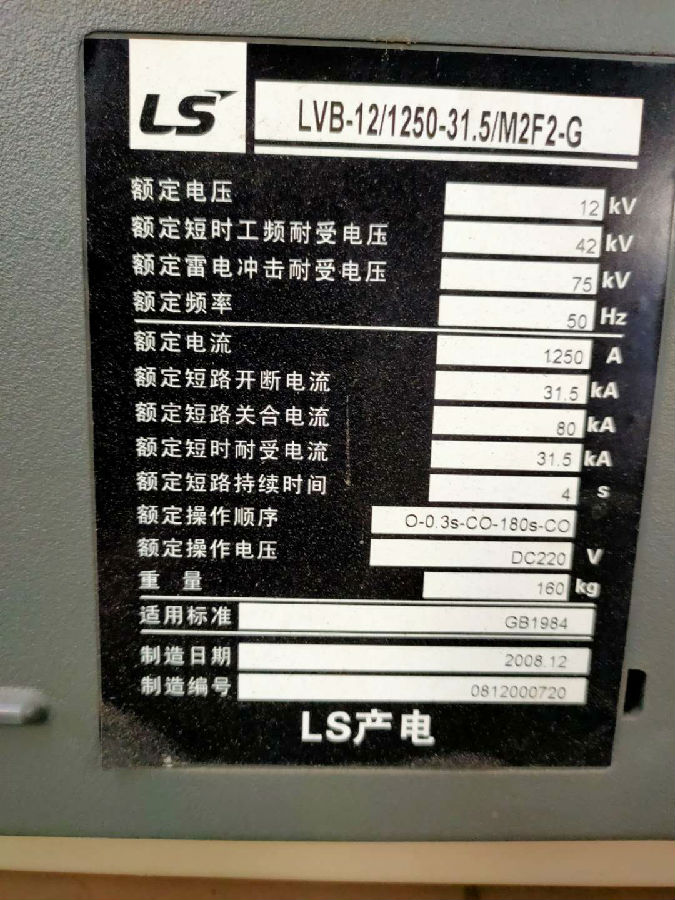 LS LVB-12/1250-31.5/M2F2-G
额定电压 12 kV
额定短时工频耐受电压 42 kV
额定雷电冲击耐受电压 75 kV
额定频率 50 Hz
额定电流 1250 A
额定短路开断电流 31.5 kA
额定短路关合电流 80 kA
额定短时耐受电流 31.5 kA
额定短路持续时间 4 s
额定操作顺序 O-0.3s-CO-180s-CO
额定操作电压 DC220 V
重 量 160 kg
适用标准 GB1984
制造日期 2008.12
制造编号 0812000720
LS产电